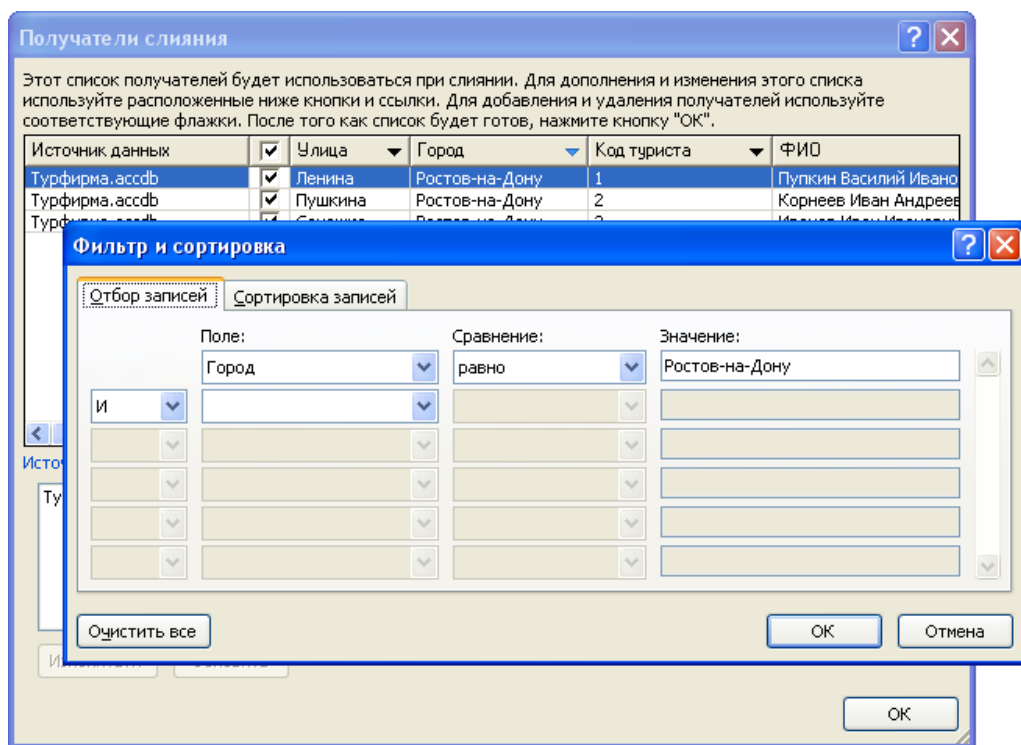 Получатели слияния
Этот список получателей будет использоваться при слиянии. Для дополнения и изменения этого списка
используйте расположенные ниже кнопки и ссылки. Для добавления и удаления получателей используйте
соответствующие флажки. После того как список будет готов, нажмите кнопку "ОК".
Источник данных Улица Город Код туриста ФИО
Турфирма.accdb Ленина Ростов-на-Дону 1 Пупкин Василий Ивано
Турфирма.accdb Пушкина Ростов-на-Дону 2 Корнеев Иван Андреев
Фильтр и сортировка
Отбор записей Сортировка записей
Поле: Сравнение: Значение:
Город равно Ростов-на-Дону
И
Исто
Ту
Очистить все ОК Отмена
ОК